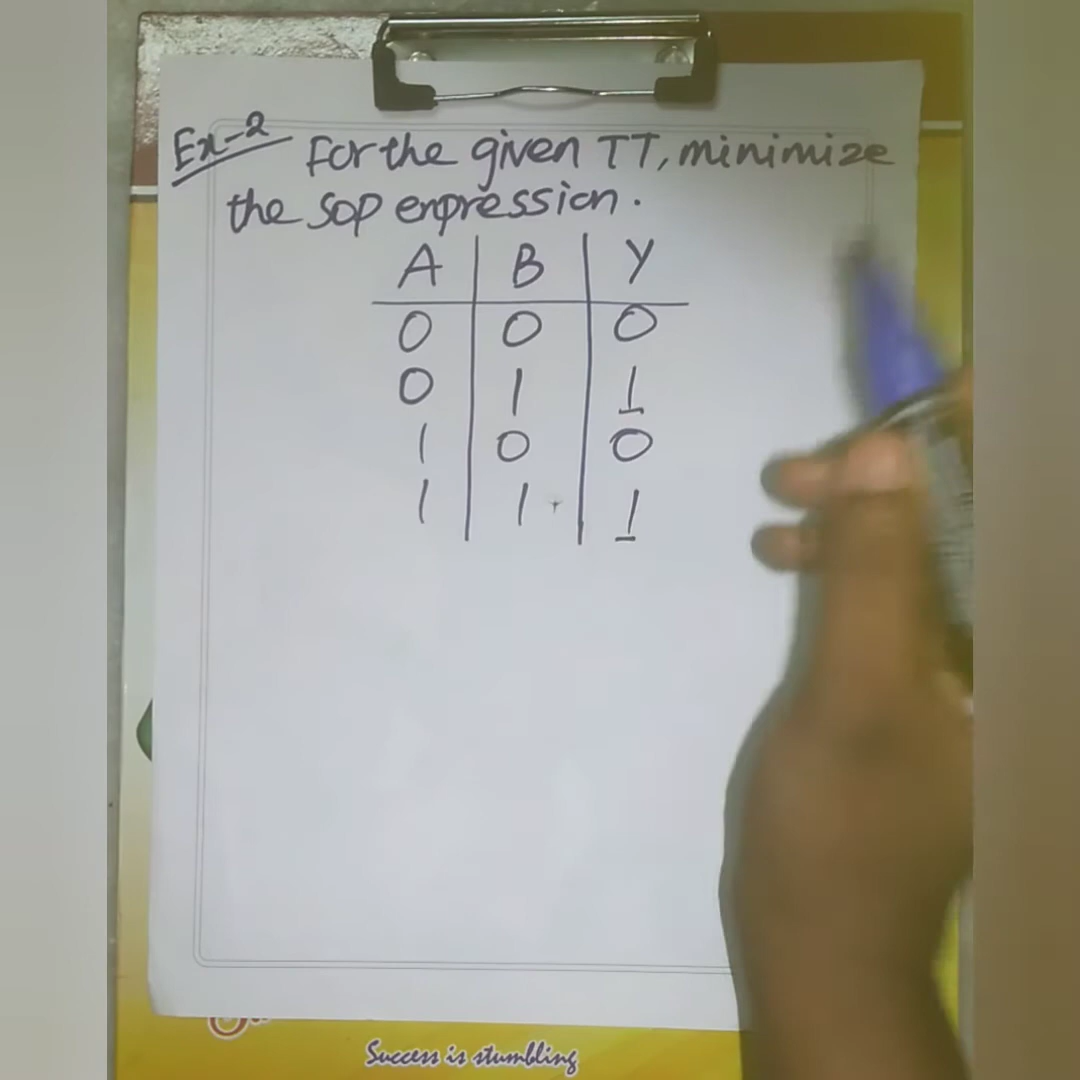 Ex-2 For the given TT, minimize
the SOP expression.
A B Y
0 0 0
0 1 1
1 0 0
1 1 1
Success is stumbling